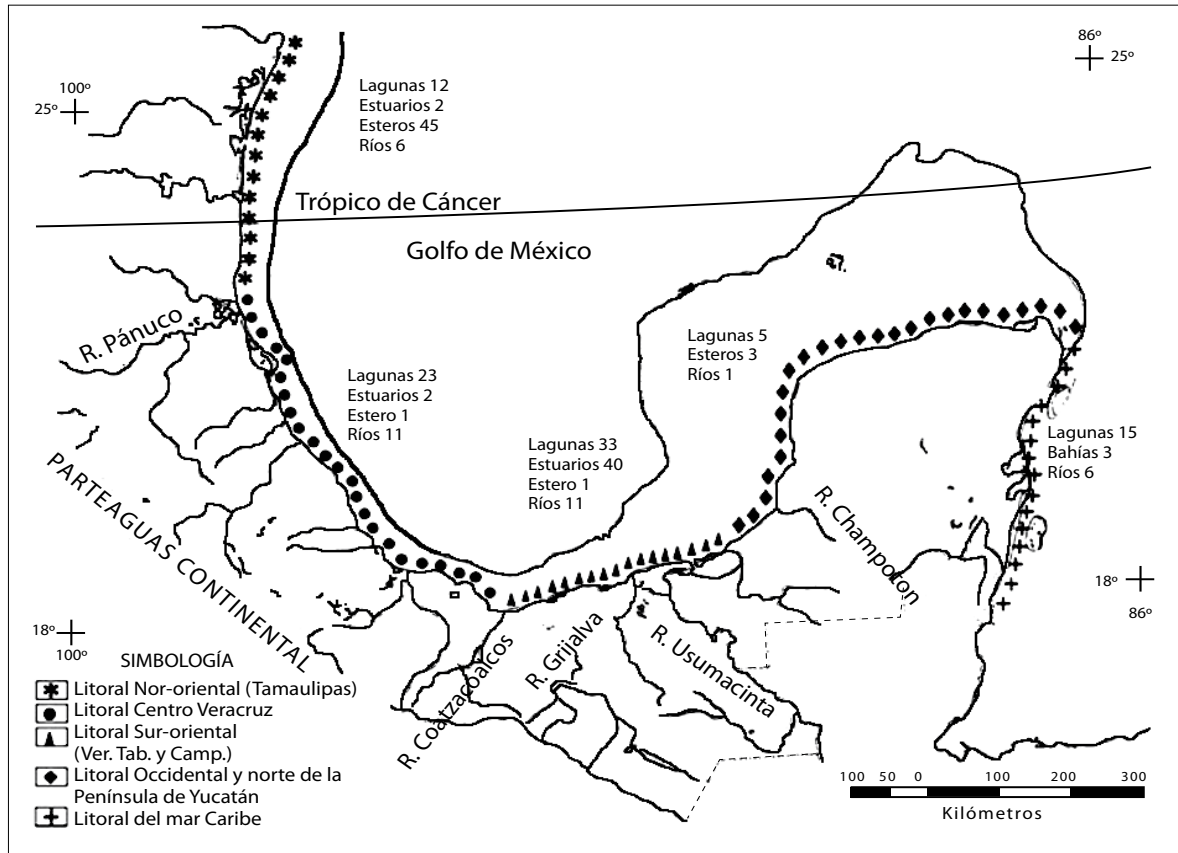 86º
25º
100º
25º
Lagunas 12
Estuarios 2
Esteros 45
Ríos 6
Trópico de Cáncer
Golfo de México
R. Pánuco
Lagunas 5
Esteros 3
Ríos 1
Lagunas 23
Estuarios 2
Estero 1
Ríos 11
Lagunas 15
Bahías 3
Ríos 6
Lagunas 33
Estuarios 40
Estero 1
Ríos 11
PARTEAGUAS CONTINENTAL
R. Champoton
R. Coatzacoalcos
R. Grijalva
R. Usumacinta
18º
86º
18º
100º
SIMBOLOGÍA
Litoral Nor-oriental (Tamaulipas)
Litoral Centro Veracruz
Litoral Sur-oriental
(Ver. Tab. y Camp.)
Litoral Occidental y norte de la
Península de Yucatán
Litoral del mar Caribe
100 50 0 100 200 300
Kilómetros